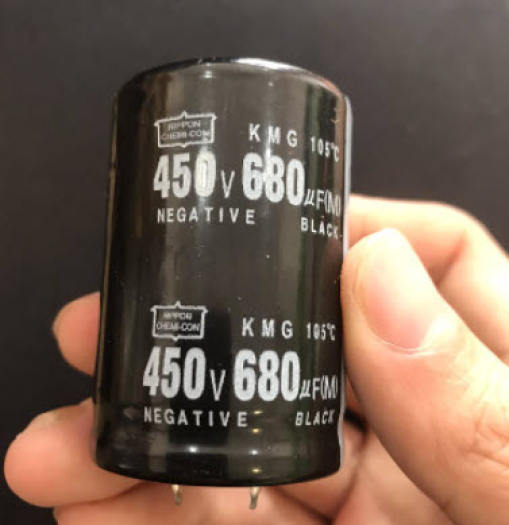 NIPPON
CHEMI-CON
KMG 105℃
450V 680μF(M)
NEGATIVE BLACK-
NIPPON
CHEMI-CON
KMG 105℃
450V 680μF(M)
NEGATIVE BLACK